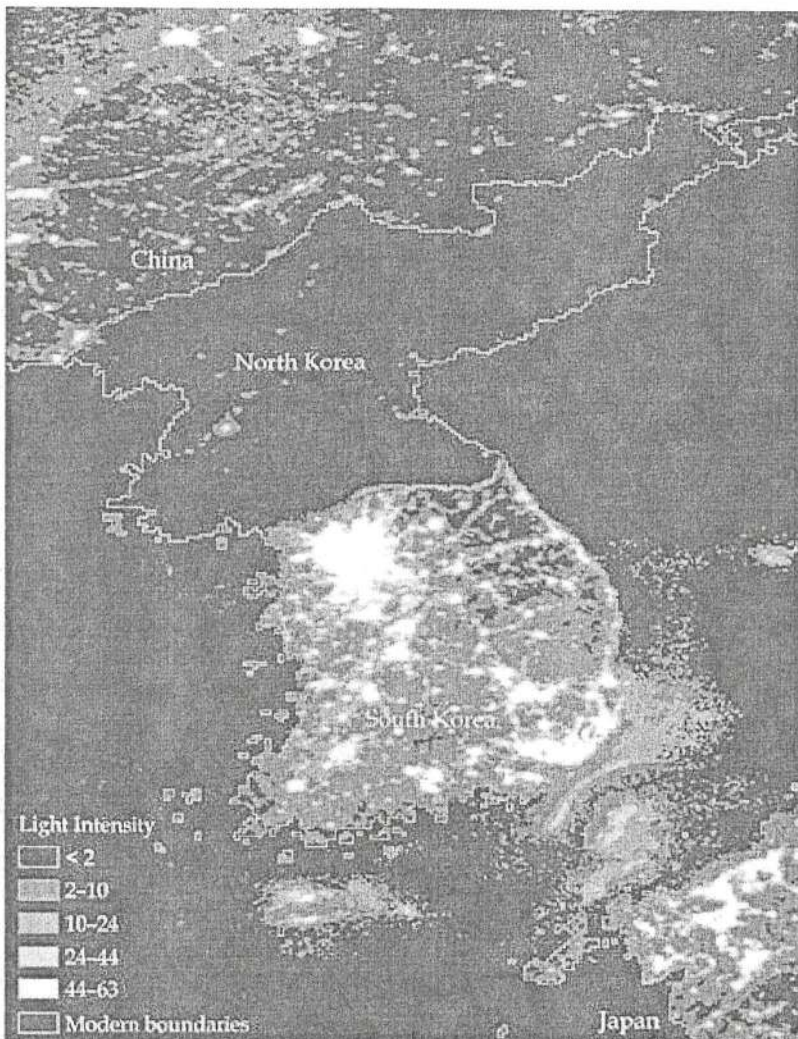 China
North Korea
South Korea
Light Intensity
< 2
2–10
10–24
24–44
44–63
Modern boundaries
Japan